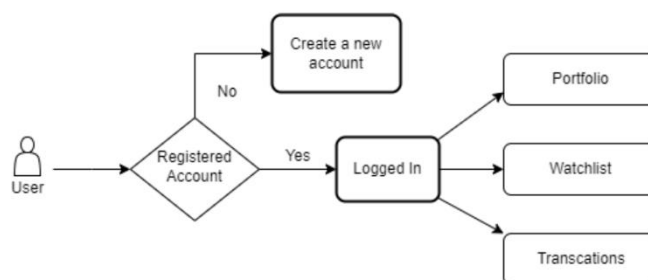 Create a new
account
Portfolio
No
Registered
Account
Yes
Logged In
Watchlist
User
Transcations